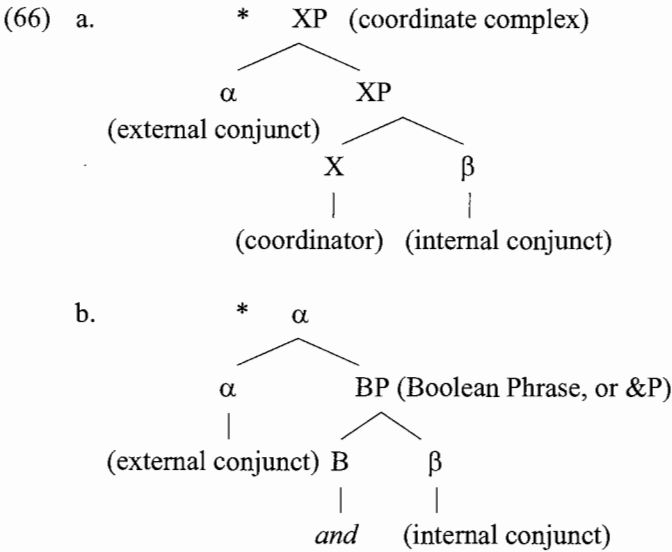 (66) a. * XP (coordinate complex)
α XP
(external conjunct)
X β
(coordinator) (internal conjunct)
b. * α
α BP (Boolean Phrase, or &P)
(external conjunct) B β
and (internal conjunct)